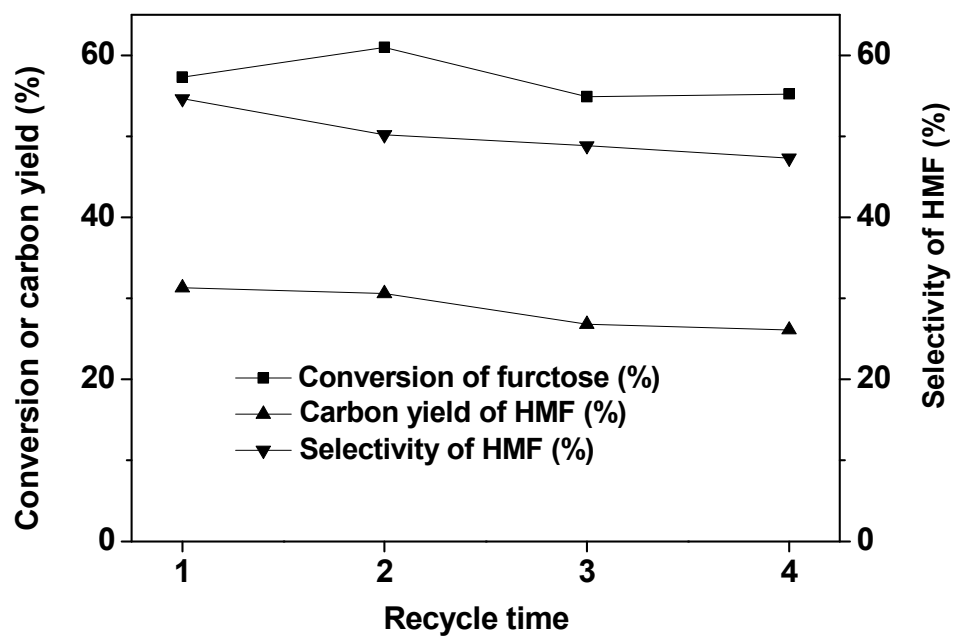 Conversion or carbon yield (%)
60
40
20
0
Conversion of furctose (%)
Carbon yield of HMF (%)
Selectivity of HMF (%)
1 2 3 4
Recycle time
60
40
20
0
Selectivity of HMF (%)